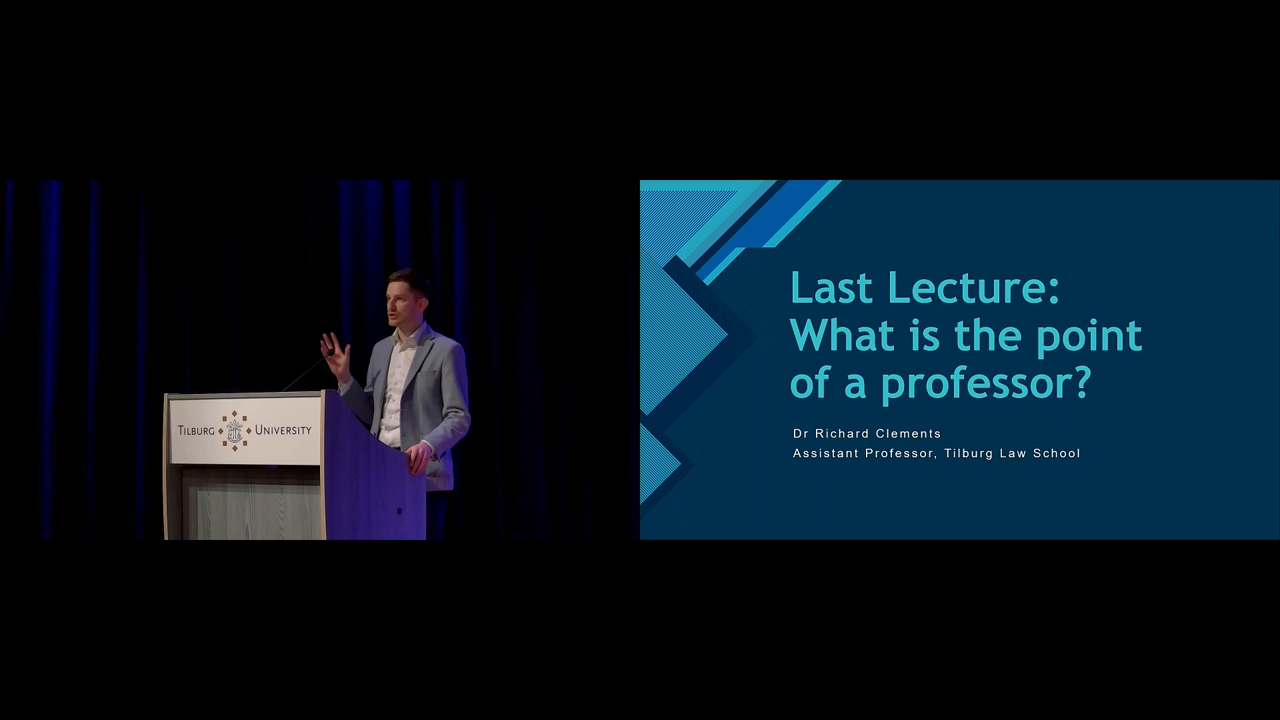 TILBURG UNIVERSITY
Last Lecture:
What is the point
of a professor?
Dr Richard Clements
Assistant Professor, Tilburg Law School